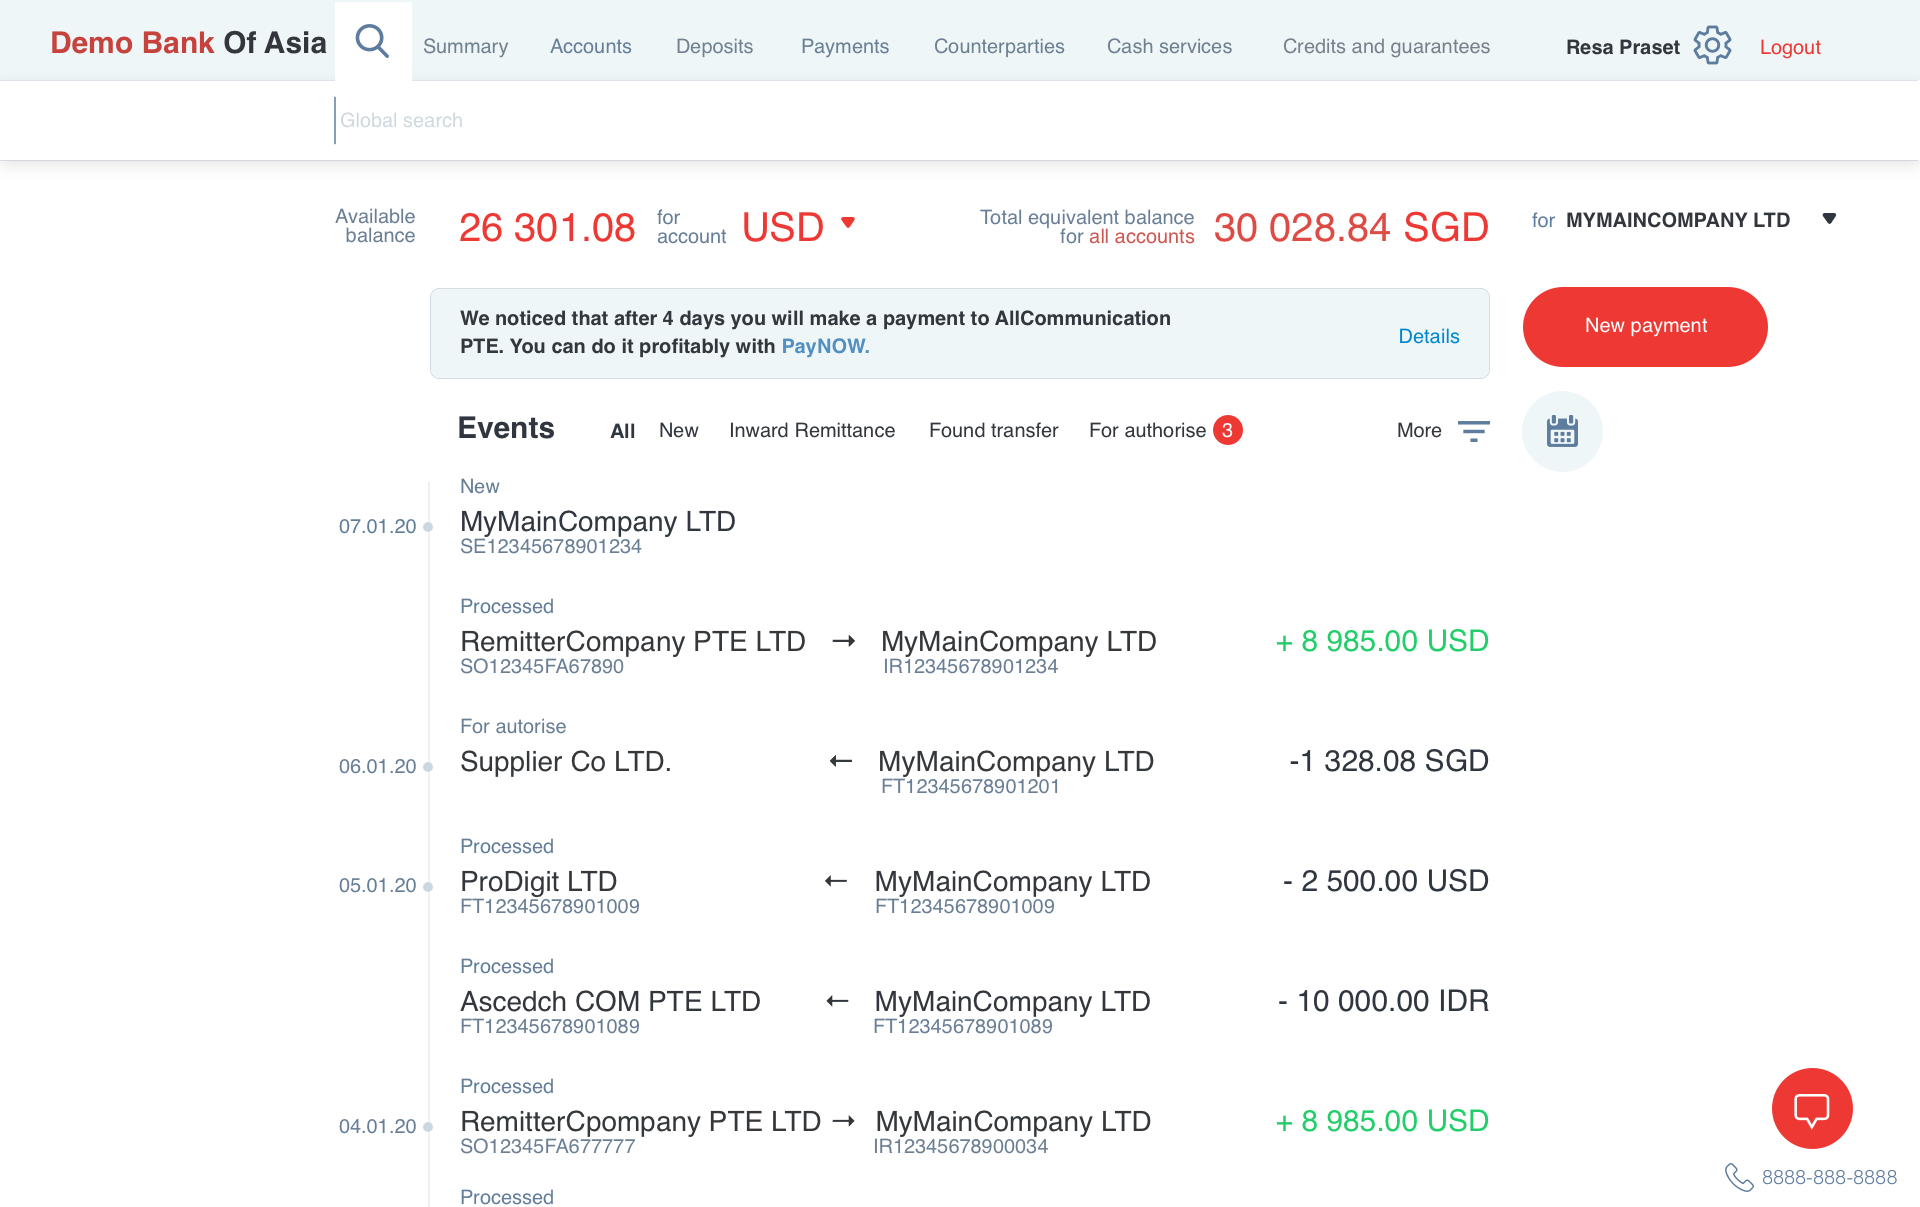 Demo Bank Of Asia
Summary
Accounts
Deposits
Payments
Counterparties
Cash services
Credits and guarantees
Resa Praset
Logout
Global search
Available
balance
26 301.08
for
account
USD
Total equivalent balance
for all accounts
30 028.84 SGD
for MYMAINCOMPANY LTD
We noticed that after 4 days you will make a payment to AllCommunication
PTE. You can do it profitably with PayNOW.
Details
New payment
Events
All
New
Inward Remittance
Found transfer
For authorise 3
More
New
07.01.20
MyMainCompany LTD
SE12345678901234
Processed
RemitterCompany PTE LTD → MyMainCompany LTD + 8 985.00 USD
SO12345FA67890 IR12345678901234
For autorise
06.01.20
Supplier Co LTD. ← MyMainCompany LTD -1 328.08 SGD
FT12345678901201
Processed
05.01.20
ProDigit LTD ← MyMainCompany LTD - 2 500.00 USD
FT12345678901009 FT12345678901009
Processed
Ascedch COM PTE LTD ← MyMainCompany LTD - 10 000.00 IDR
FT12345678901089 FT12345678901089
Processed
04.01.20
RemitterCpompany PTE LTD → MyMainCompany LTD + 8 985.00 USD
SO12345FA677777 IR12345678900034
8888-888-8888
Processed